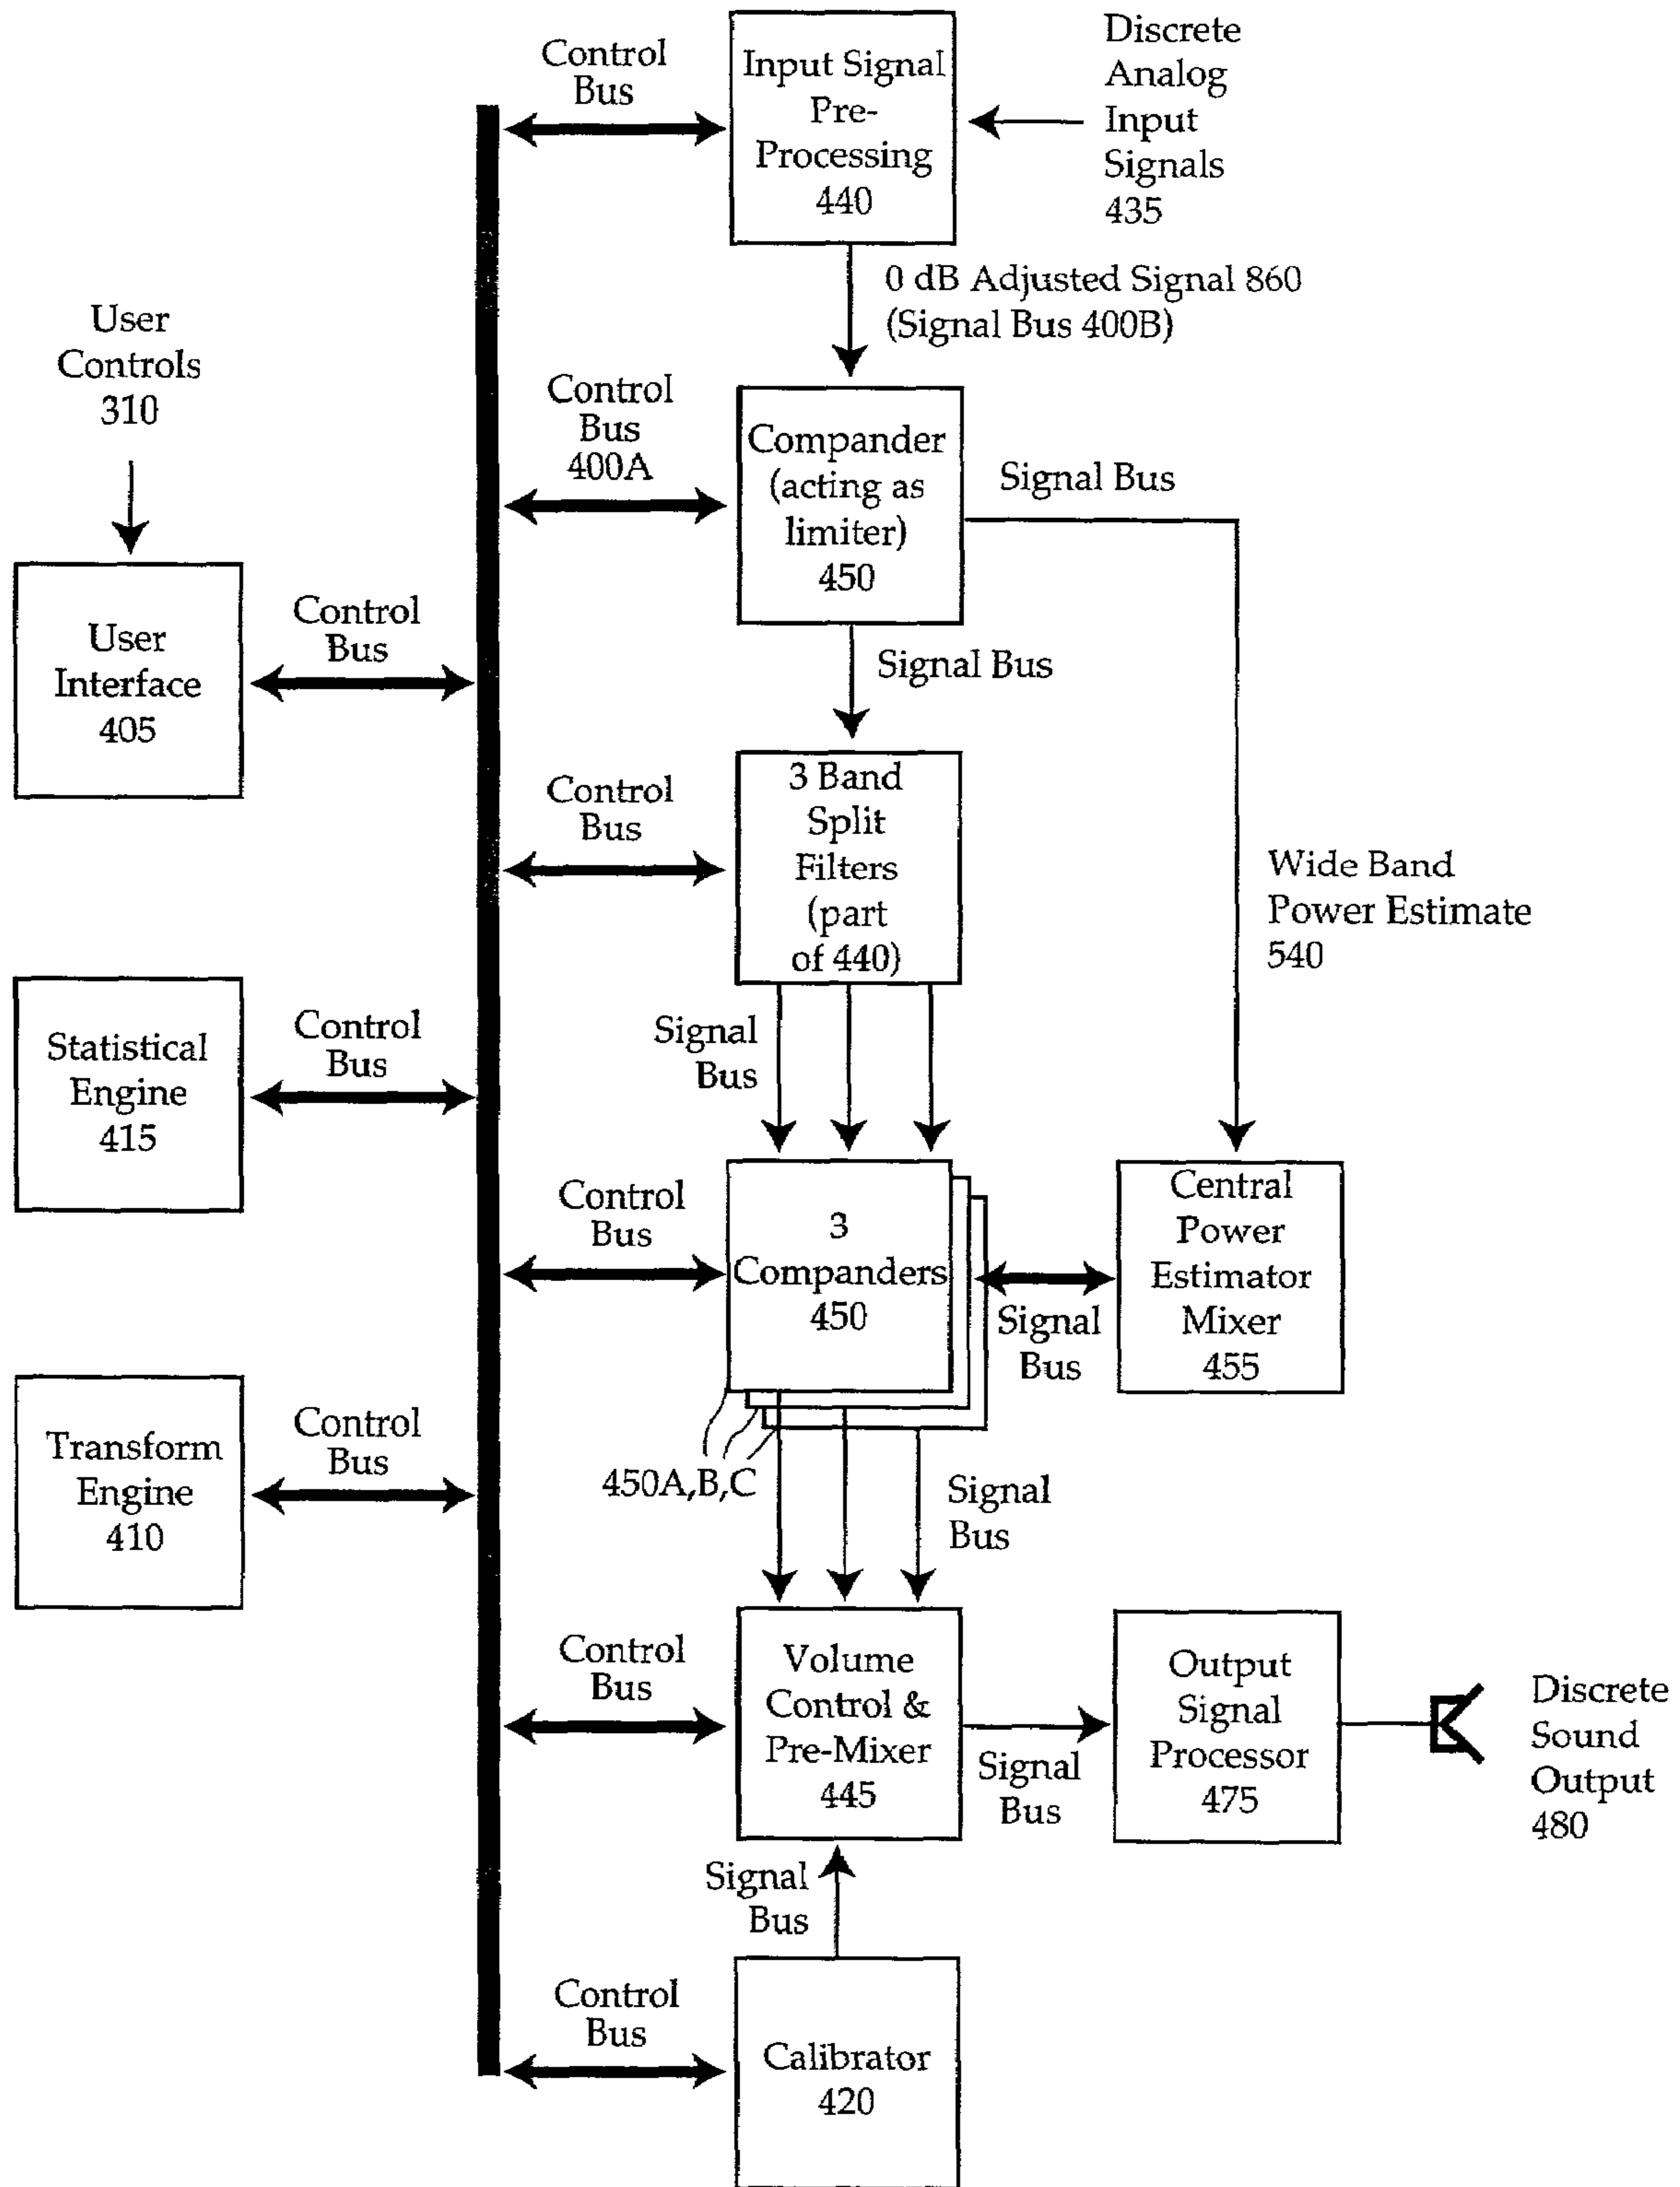 Control
Bus
Input Signal
Pre-
Processing
440
Discrete
Analog
Input
Signals
435
0 dB Adjusted Signal 860
(Signal Bus 400B)
User
Controls
310
Control
Bus
400A
Compander
(acting as
limiter)
450
Signal Bus
User
Interface
405
Control
Bus
Signal Bus
Control
Bus
3 Band
Split
Filters
(part
of 440)
Wide Band
Power Estimate
540
Statistical
Engine
415
Control
Bus
Signal
Bus
Control
Bus
3
Companders
450
Signal
Bus
Central
Power
Estimator
Mixer
455
Transform
Engine
410
Control
Bus
450A,B,C
Signal
Bus
Control
Bus
Volume
Control &
Pre-Mixer
445
Signal
Bus
Output
Signal
Processor
475
Discrete
Sound
Output
480
Signal
Bus
Control
Bus
Calibrator
420